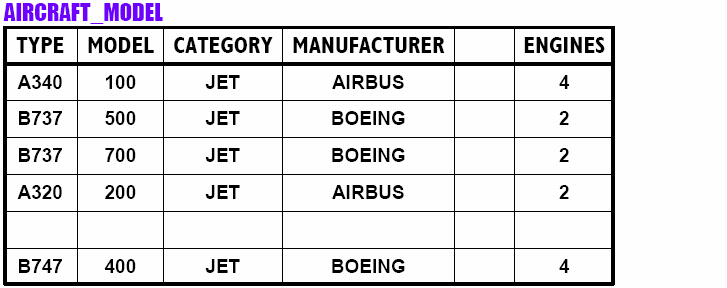 AIRCRAFT_MODEL
TYPE MODEL CATEGORY MANUFACTURER ENGINES
A340 100 JET AIRBUS 4
B737 500 JET BOEING 2
B737 700 JET BOEING 2
A320 200 JET AIRBUS 2
B747 400 JET BOEING 4